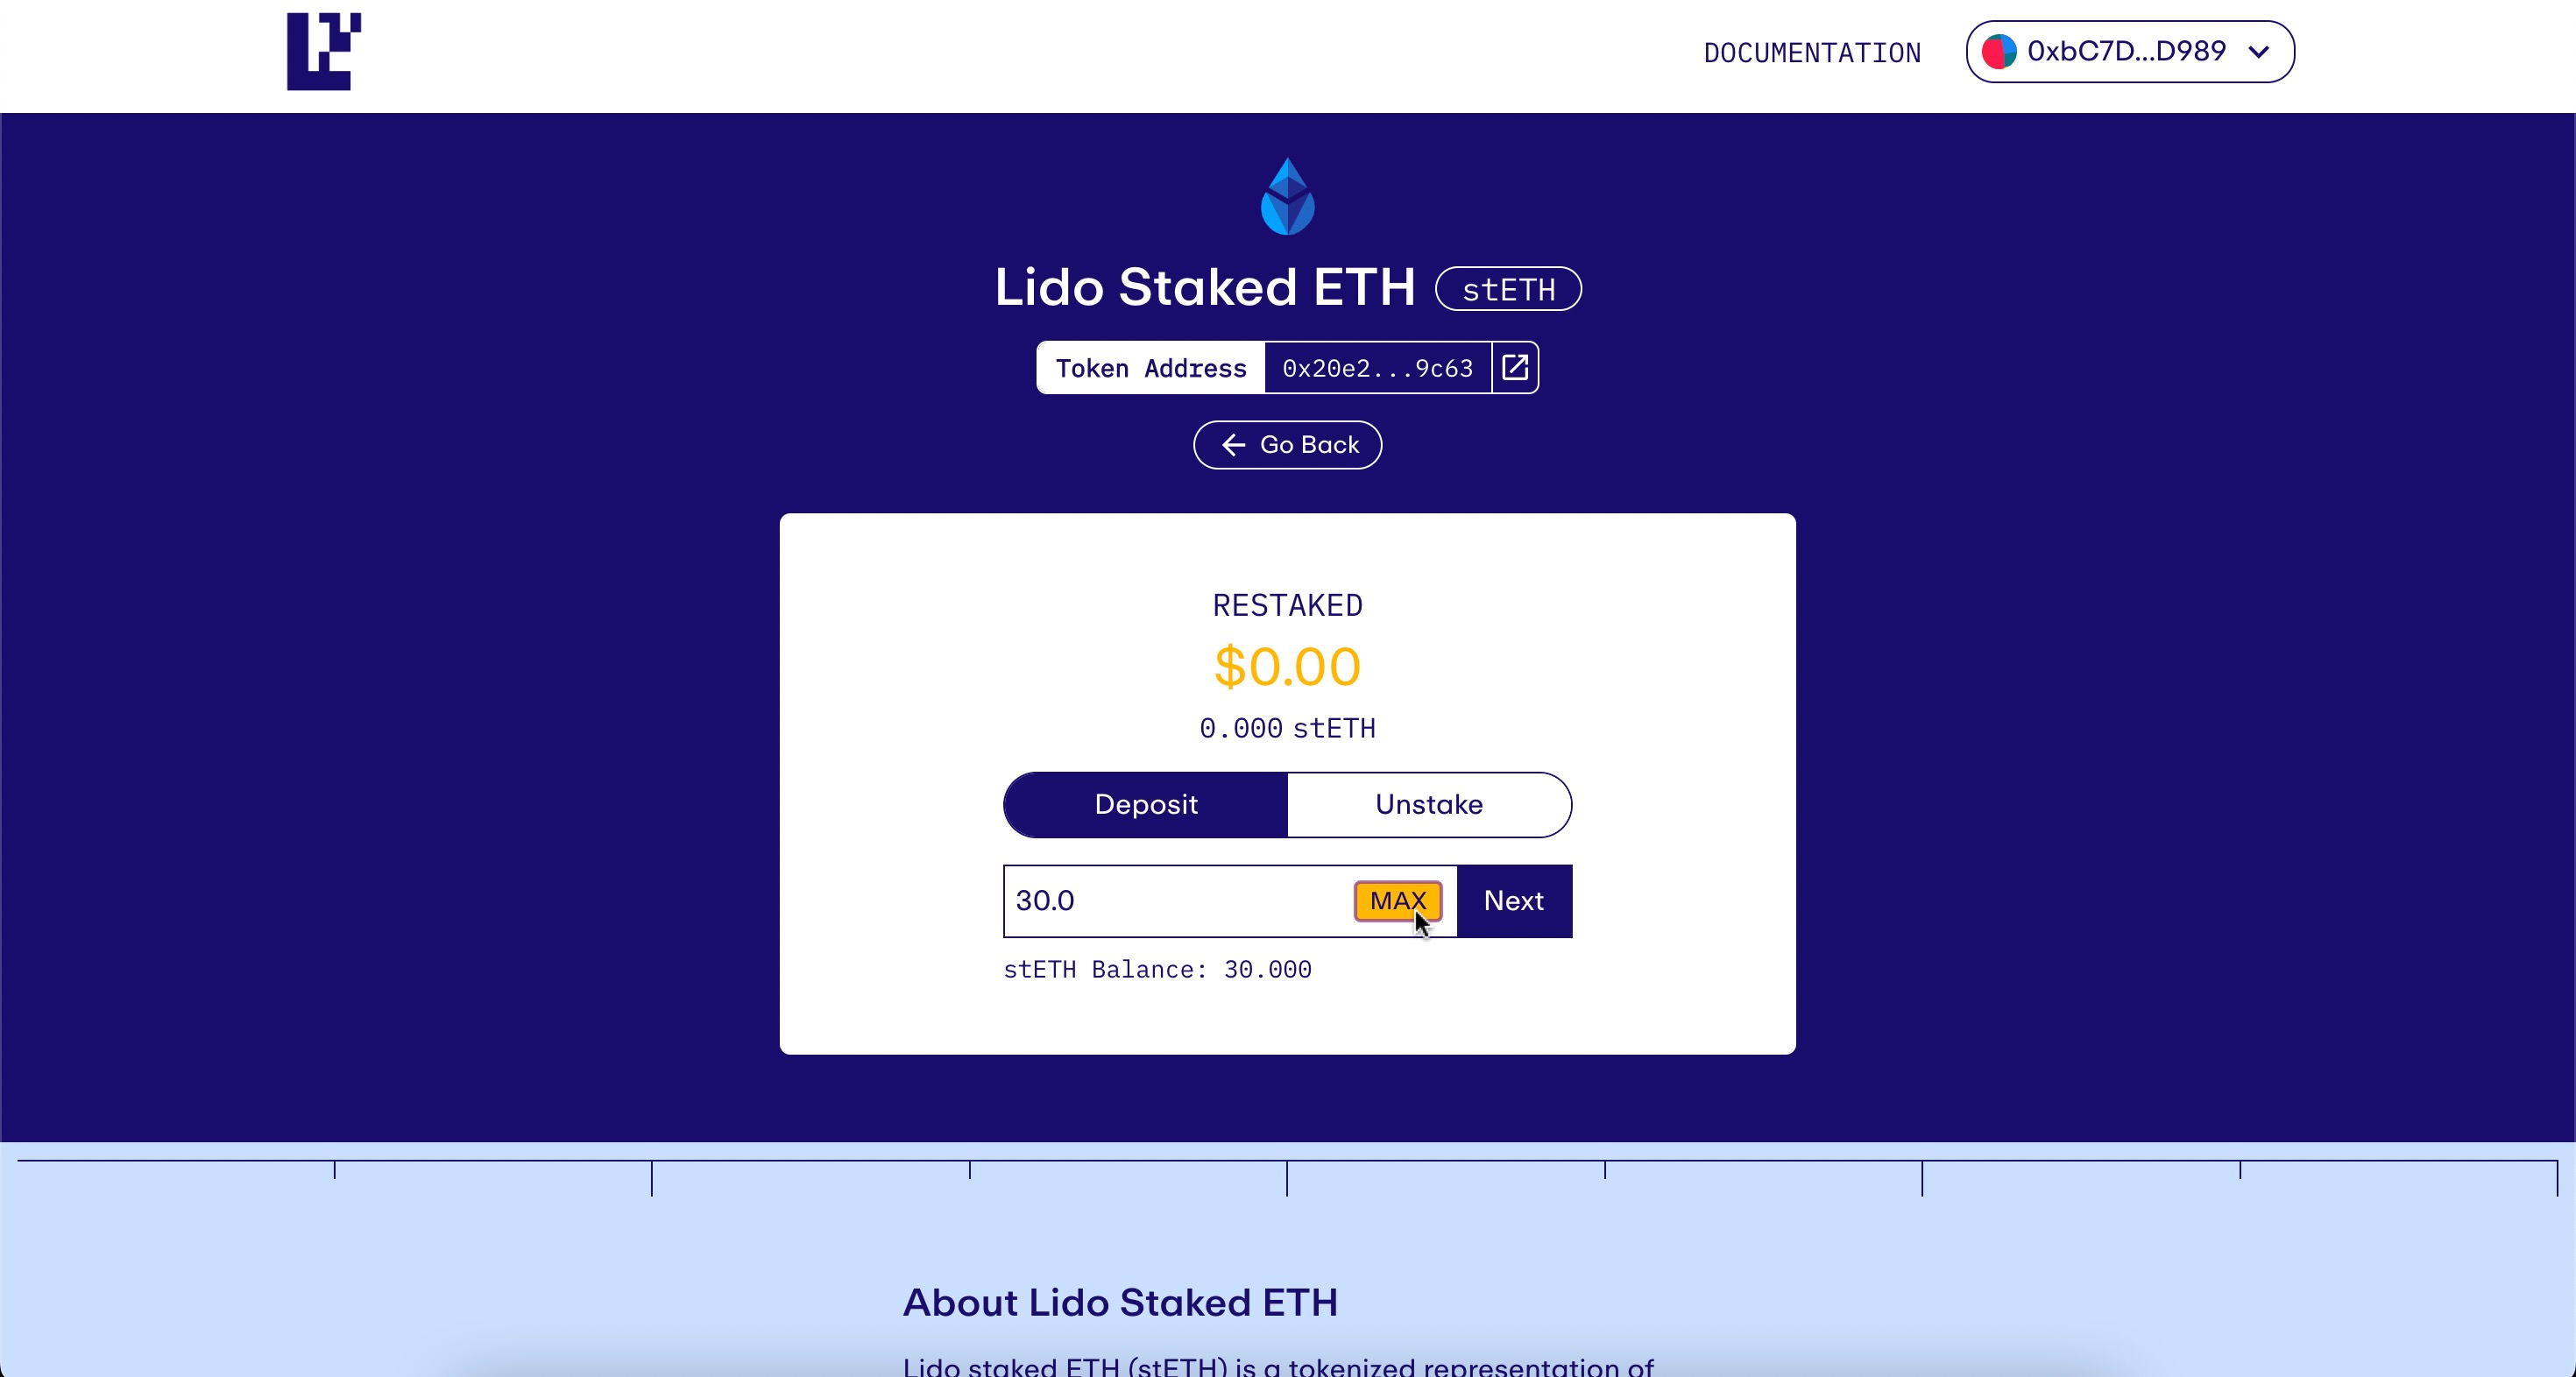 DOCUMENTATION
0xbC7D...D989
Lido Staked ETH stETH
Token Address 0x20e2...9c63
Go Back
RESTAKED
$0.00
0.000 stETH
Deposit Unstake
30.0 MAX Next
stETH Balance: 30.000
About Lido Staked ETH
Lido staked ETH (stETH) is a tokenized representation of